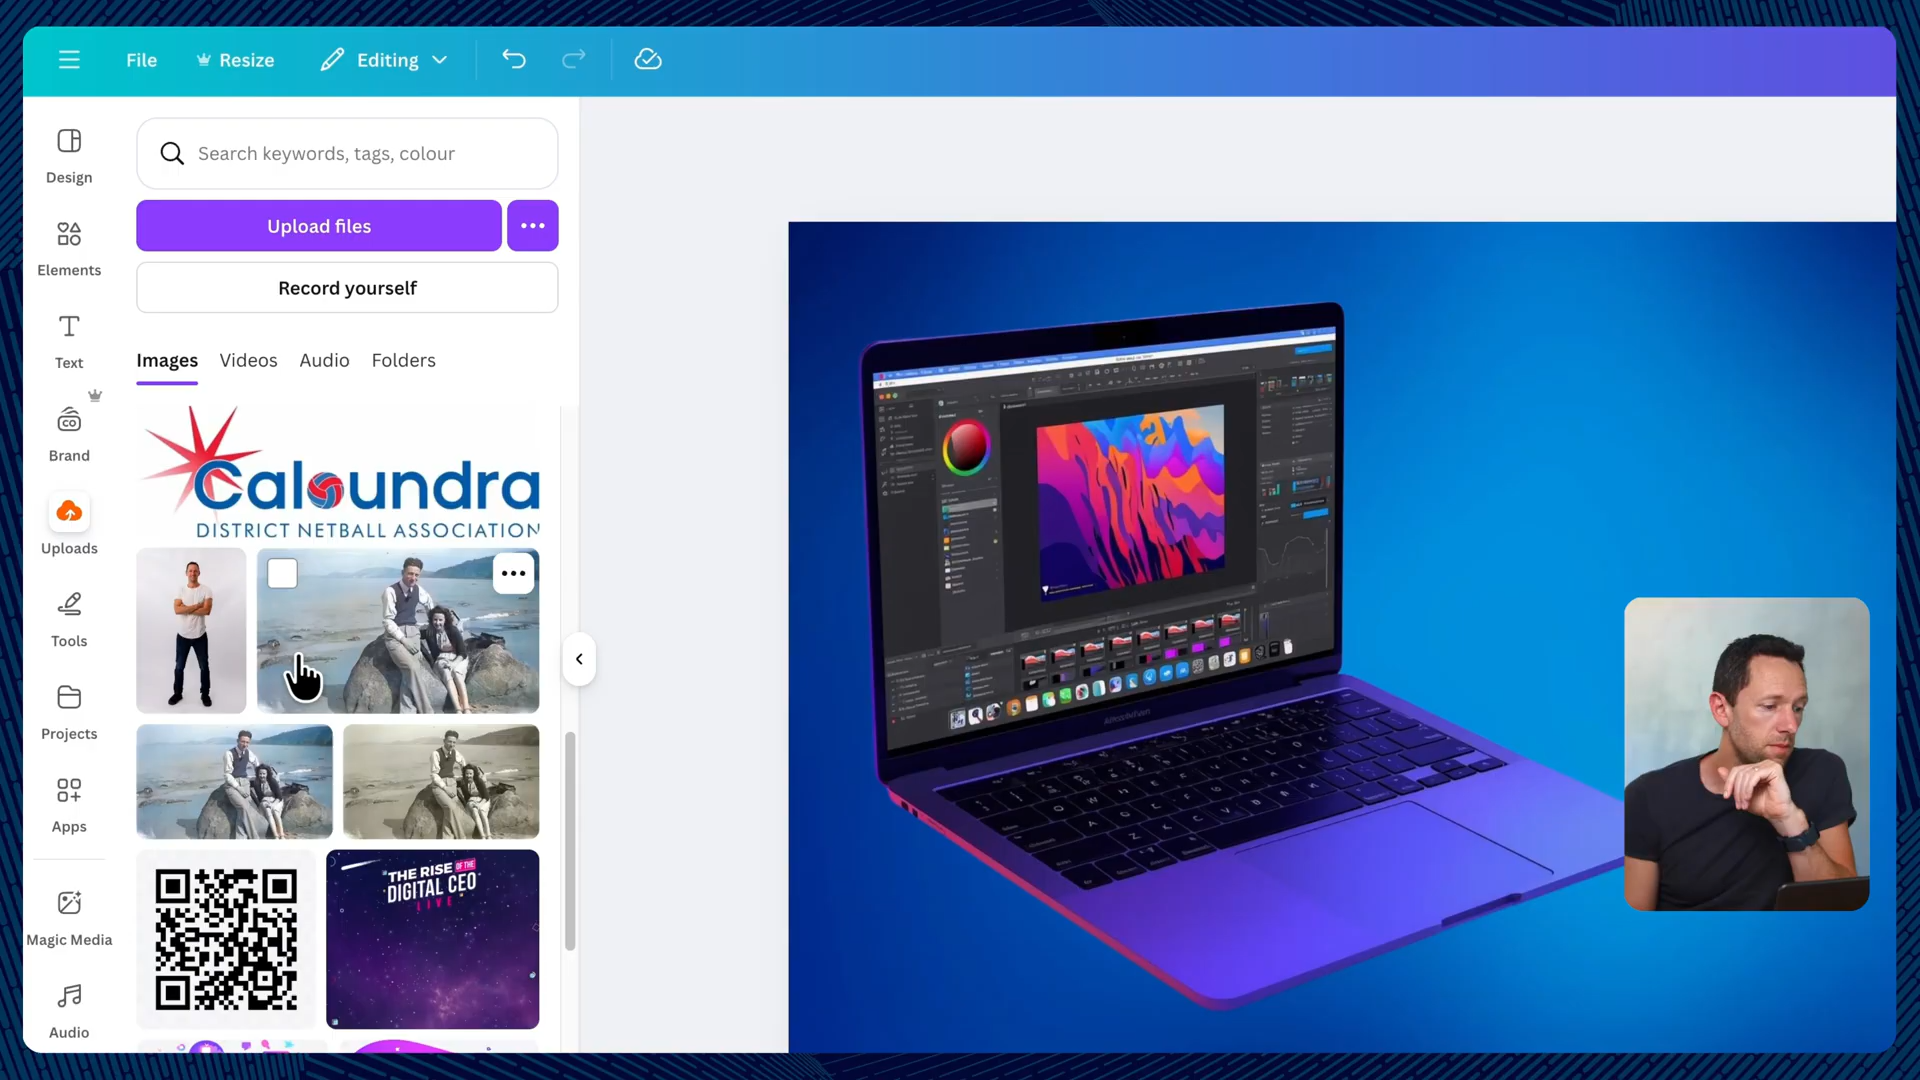 File
Resize
Editing
Design
Elements
Text
Brand
Uploads
Tools
Projects
Apps
Magic Media
Audio
Search keywords, tags, colour
Upload files
Record yourself
Images Videos Audio Folders
Caloundra
DISTRICT NETBALL ASSOCIATION
THE RISE OF THE
DIGITAL CEO
LIVE